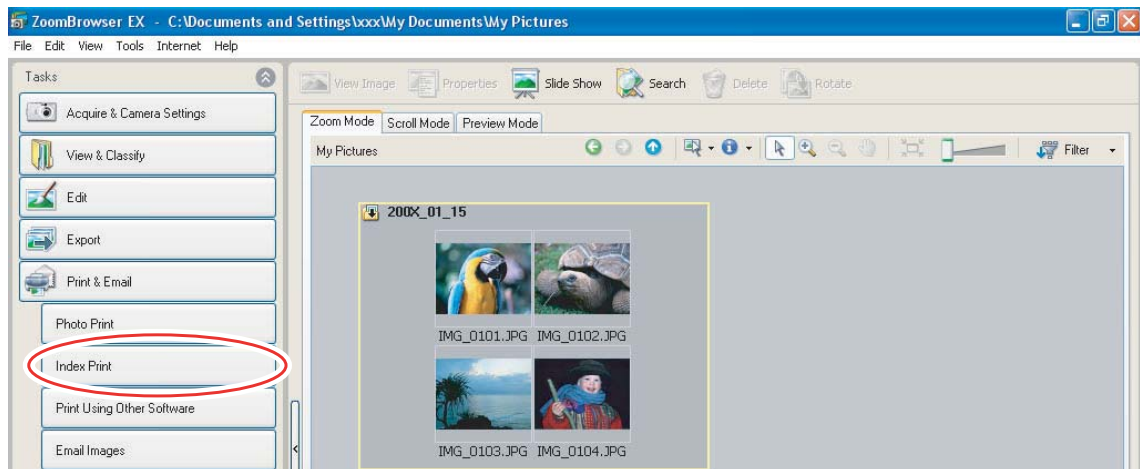 ZoomBrowser EX - C:\Documents and Settings\xxx\My Documents\My Pictures
File Edit View Tools Internet Help
Tasks
Acquire & Camera Settings
View & Classify
Edit
Export
Print & Email
Photo Print
Index Print
Print Using Other Software
Email Images
View Image Properties Slide Show Search Delete Rotate
Zoom Mode Scroll Mode Preview Mode
My Pictures Filter
200X_01_15
IMG_0101.JPG IMG_0102.JPG
IMG_0103.JPG IMG_0104.JPG